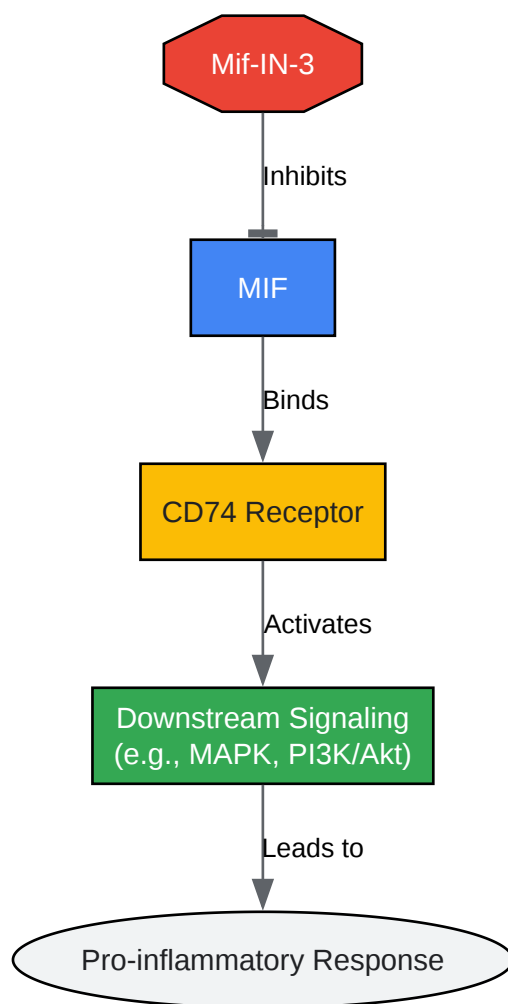 Mif-IN-3
Inhibits
MIF
Binds
CD74 Receptor
Activates
Downstream Signaling
(e.g., MAPK, PI3K/Akt)
Leads to
Pro-inflammatory Response